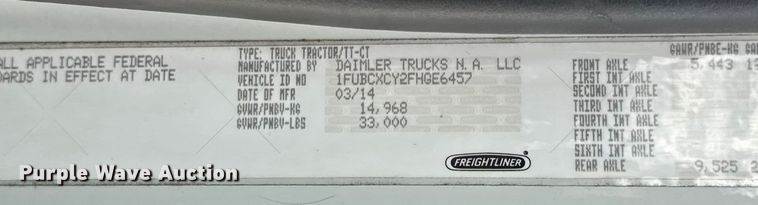 ALL APPLICABLE FEDERAL
ARDS IN EFFECT AT DATE
TYPE: TRUCK TRACTOR/TT-CT
MANUFACTURED BY DAIMLER TRUCKS N.A. LLC
VEHICLE ID NO 1FUBCXCY2FHGE6457
DATE OF MFR 03/14
GVWR/PNBV-KG 14,968
GVWR/PNBV-LBS 33,000
FREIGHTLINER
GAWR/PNBE-KG GA
FRONT AXLE 5,443
FIRST INT AXLE
SECOND INT AXLE
THIRD INT AXLE
FOURTH INT AXLE
FIFTH INT AXLE
SIXTH INT AXLE
REAR AXLE 9,525
Purple Wave Auction